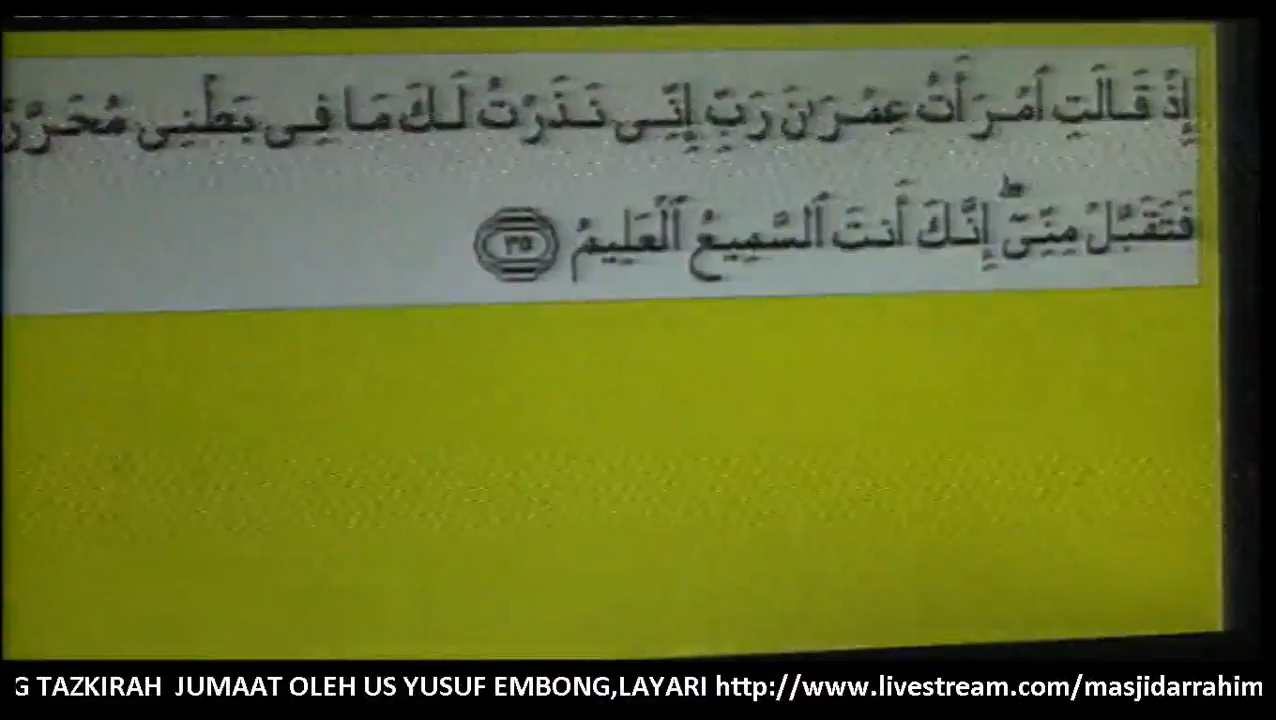 إِذْ قَالَتِ ٱمْرَأَتُ عِمْرَٰنَ رَبِّ إِنِّى نَذَرْتُ لَكَ مَا فِى بَطْنِى
فَتَقَبَّلْ مِنِّىٓ ۖ إِنَّكَ أَنتَ ٱلسَّمِيعُ ٱلْعَلِيمُ ٣٥
G TAZKIRAH JUMAAT OLEH US YUSUF EMBONG,LAYARI http://www.livestream.com/masjidarrahim